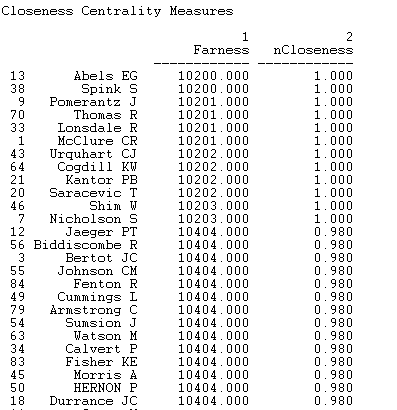 Closeness Centrality Measures
1 2
Farness nCloseness
------------ ------------
13 Abels EG 10200.000 1.000
38 Spink S 10200.000 1.000
9 Pomerantz J 10201.000 1.000
70 Thomas R 10201.000 1.000
33 Lonsdale R 10201.000 1.000
1 McClure CR 10201.000 1.000
43 Urquhart CJ 10202.000 1.000
64 Cogdill KW 10202.000 1.000
21 Kantor PB 10202.000 1.000
20 Saracevic T 10202.000 1.000
46 Shim W 10203.000 1.000
7 Nicholson S 10203.000 1.000
12 Jaeger PT 10404.000 0.980
56 Biddiscombe R 10404.000 0.980
3 Bertot JC 10404.000 0.980
55 Johnson CM 10404.000 0.980
84 Fenton R 10404.000 0.980
49 Cummings L 10404.000 0.980
79 Armstrong C 10404.000 0.980
54 Sumsion J 10404.000 0.980
63 Watson M 10404.000 0.980
34 Calvert P 10404.000 0.980
83 Fisher KE 10404.000 0.980
45 Morris A 10404.000 0.980
50 HERNON P 10404.000 0.980
18 Durrance JC 10404.000 0.980